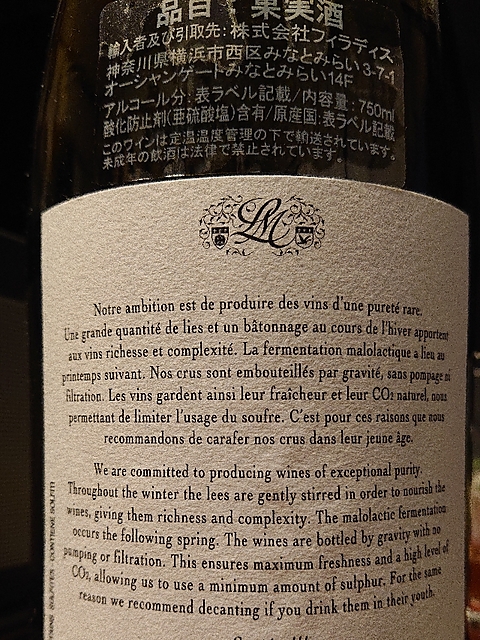 品目：果実酒
輸入者及び引取先：株式会社フィラディス
神奈川県横浜市西区みなとみらい3-7-1
オーシャンゲートみなとみらい14F
アルコール分：表ラベル記載/内容量：750ml
酸化防止剤(亜硫酸塩)含有/原産国：表ラベル記載
このワインは定温温度管理の下で輸送されています。
未成年の飲酒は法律で禁止されています。
LM
Notre ambition est de produire des vins d'une pureté rare.
Une grande quantité de lies et un bâtonnage au cours de l'hiver apportent
aux vins richesse et complexité. La fermentation malolactique a lieu au
printemps suivant. Nos crus sont embouteillés par gravité, sans pompage ni
filtration. Les vins gardent ainsi leur fraîcheur et leur CO2 naturel, nous
permettant de limiter l'usage du soufre. C'est pour ces raisons que nous
recommandons de carafer nos crus dans leur jeune âge.
We are committed to producing wines of exceptional purity.
Throughout the winter the lees are gently stirred in order to nourish the
wines, giving them richness and complexity. The malolactic fermentation
occurs the following spring. The wines are bottled by gravity with no
pumping or filtration. This ensures maximum freshness and a high level of
CO2, allowing us to use a minimum amount of sulphur. For the same
reason we recommend decanting if you drink them in their youth.